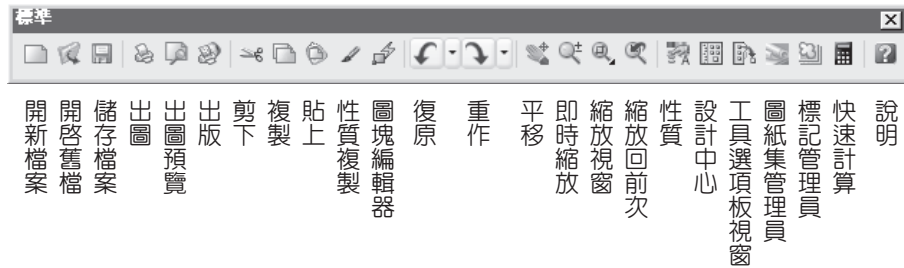 標準
開新檔案
開啓舊檔
儲存檔案
出圖
出圖預覽
出版
剪下
複製
貼上
性質複製
圖塊編輯器
復原
重作
平移
即時縮放
縮放視窗
縮放回前次
性質
設計中心
工具選項板視窗
圖紙集管理員
標記管理員
快速計算
說明